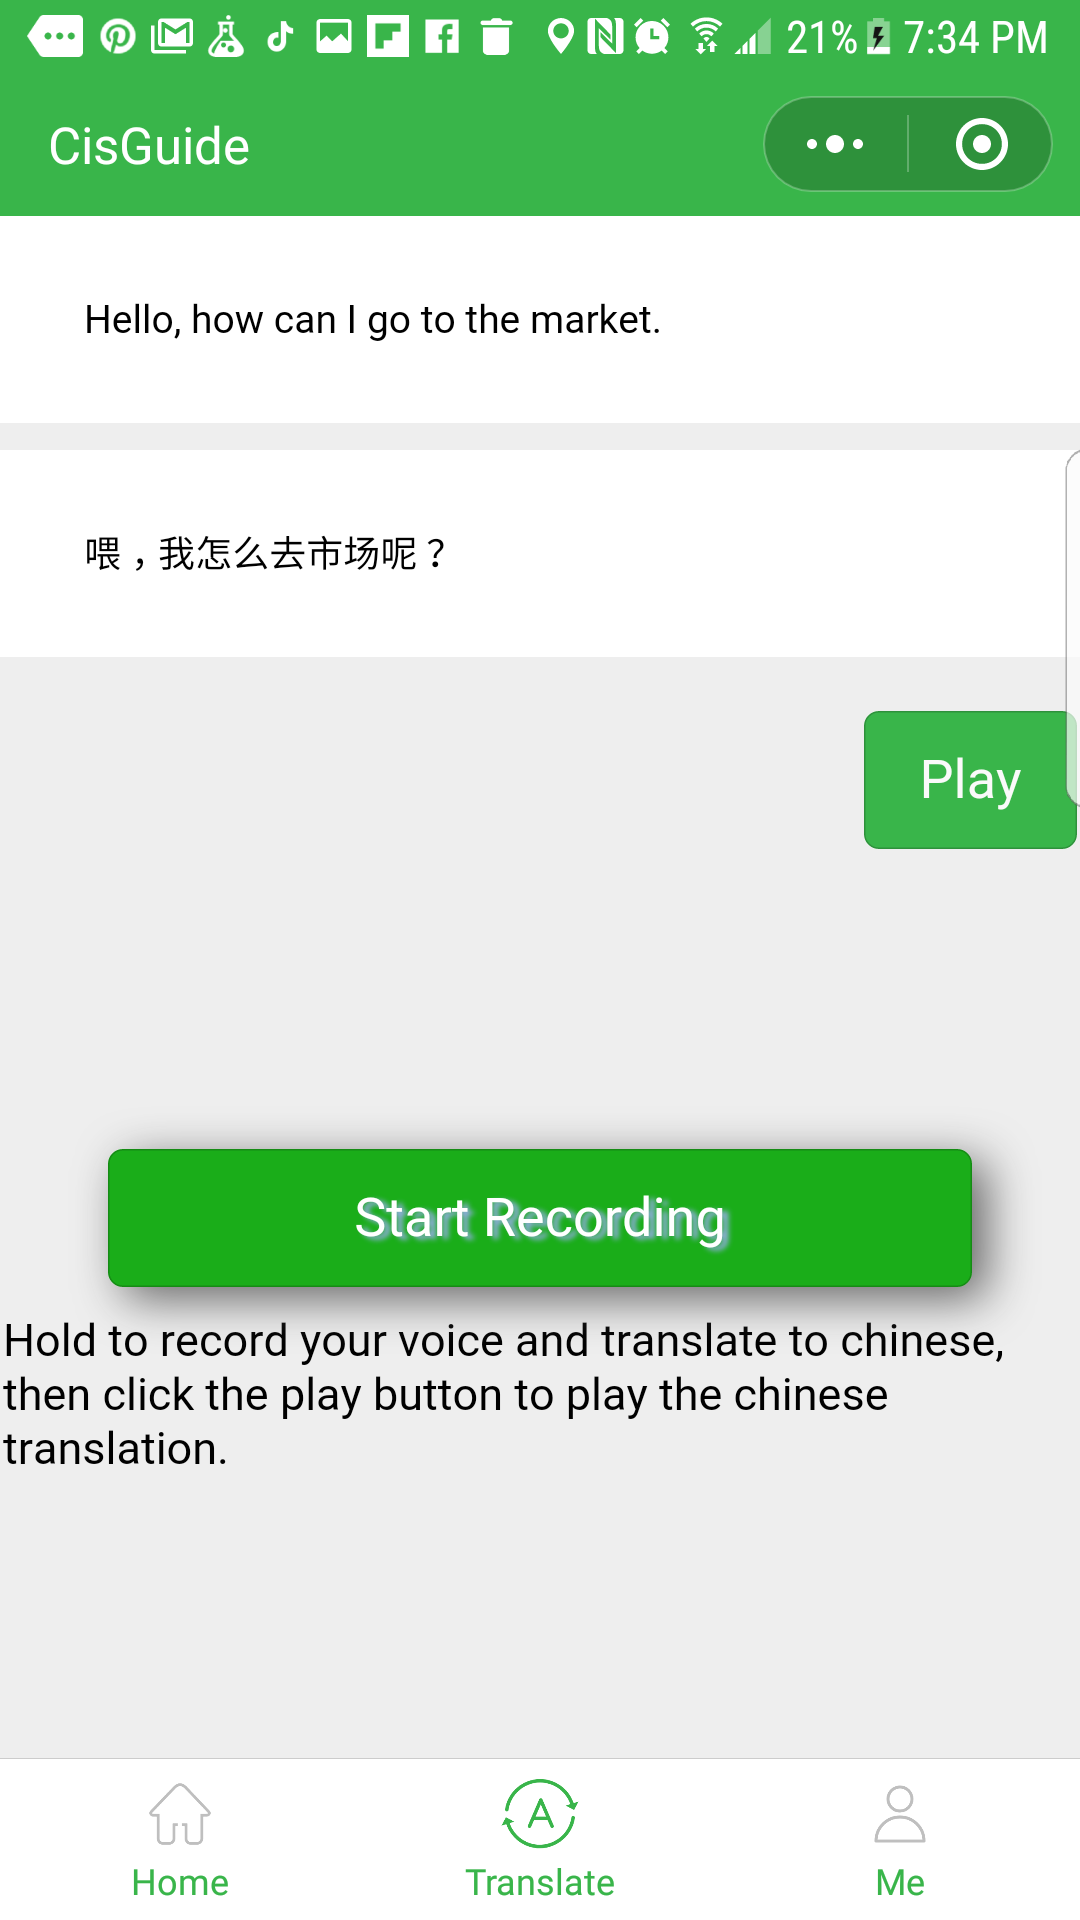 21% 7:34 PM
CisGuide
Hello, how can I go to the market.
喂，我怎么去市场呢？
Play
Start Recording
Hold to record your voice and translate to chinese,
then click the play button to play the chinese
translation.
Home Translate Me